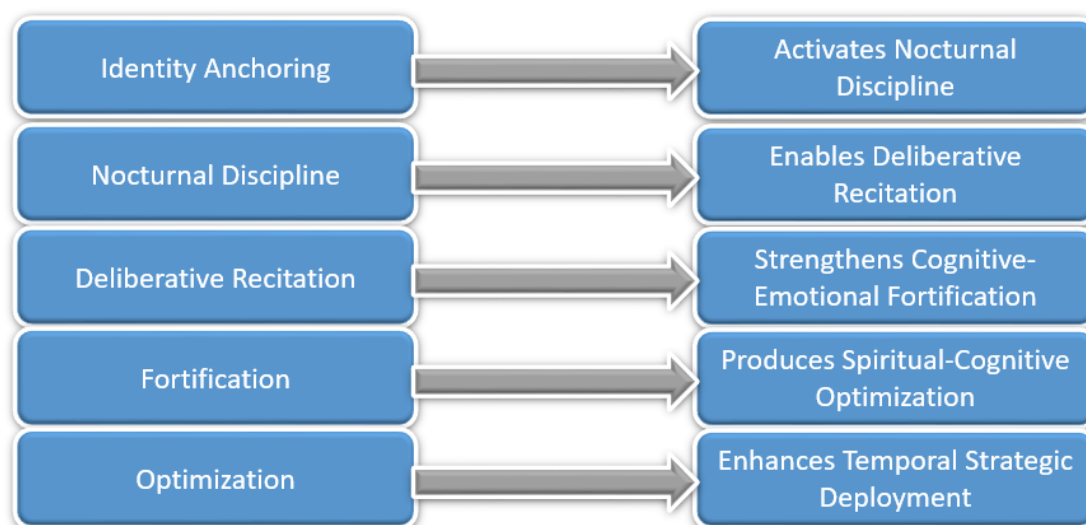 Identity Anchoring
Activates Nocturnal
Discipline
Nocturnal Discipline
Enables Deliberative
Recitation
Deliberative Recitation
Strengthens Cognitive-
Emotional Fortification
Fortification
Produces Spiritual-Cognitive
Optimization
Optimization
Enhances Temporal Strategic
Deployment